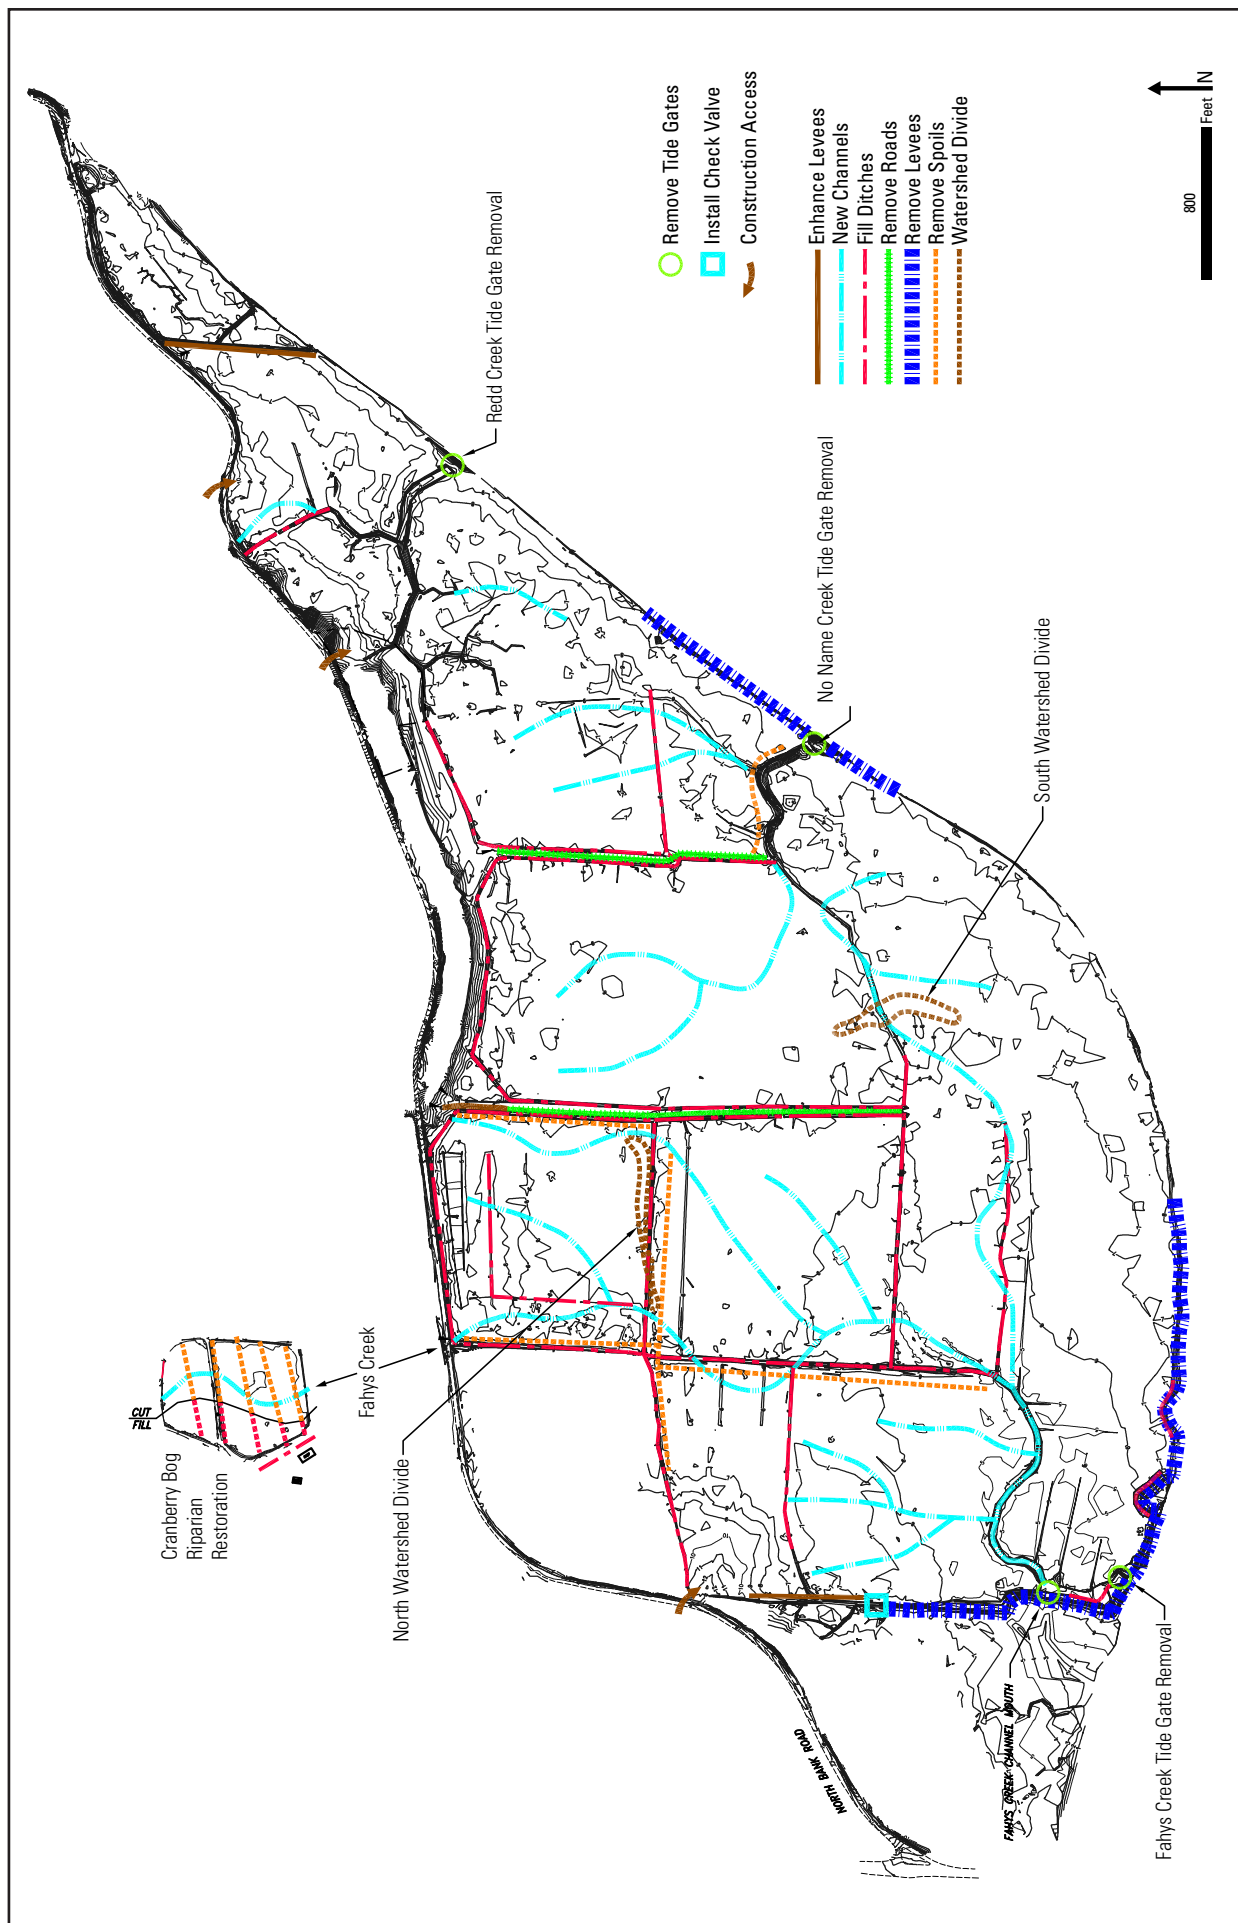 Remove Tide Gates
Install Check Valve
Construction Access
Enhance Levees
New Channels
Fill Ditches
Remove Roads
Remove Levees
Remove Spoils
Watershed Divide
N
800
Feet
Redd Creek Tide Gate Removal
No Name Creek Tide Gate Removal
South Watershed Divide
Fahys Creek
CUT
FILL
Cranberry Bog
Riparian
Restoration
North Watershed Divide
NORTH BANK ROAD
FAHYS CREEK CHANNEL MOUTH
Fahys Creek Tide Gate Removal